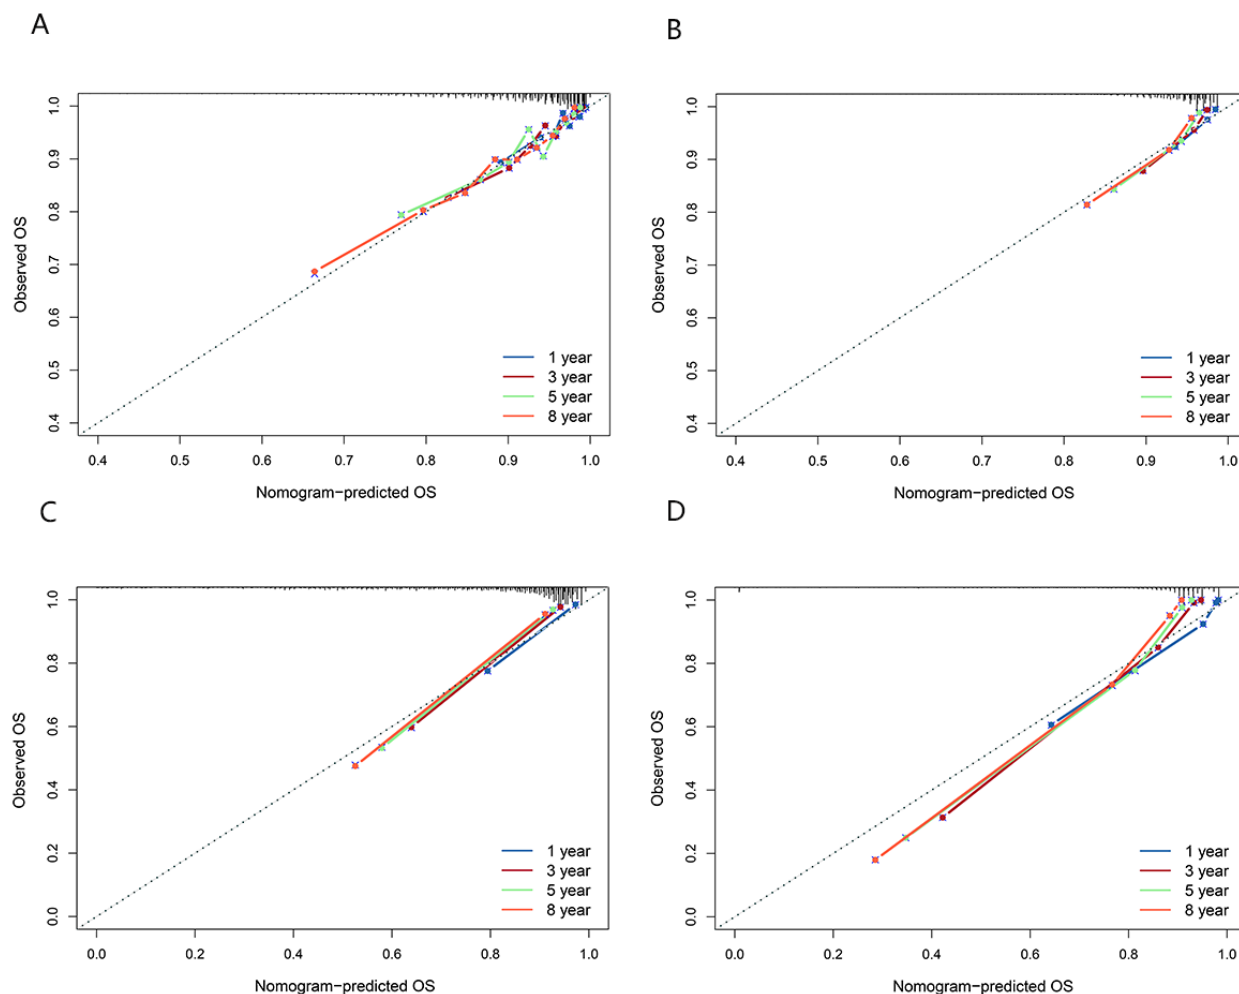 A
1.0
0.9
0.8
0.7
0.6
0.5
0.4
Observed OS
0.4 0.5 0.6 0.7 0.8 0.9 1.0
Nomogram−predicted OS
1 year
3 year
5 year
8 year
B
1.0
0.9
0.8
0.7
0.6
0.5
0.4
Observed OS
0.4 0.5 0.6 0.7 0.8 0.9 1.0
Nomogram−predicted OS
1 year
3 year
5 year
8 year
C
1.0
0.8
0.6
0.4
0.2
0.0
Observed OS
0.0 0.2 0.4 0.6 0.8 1.0
Nomogram−predicted OS
1 year
3 year
5 year
8 year
D
1.0
0.8
0.6
0.4
0.2
0.0
Observed OS
0.0 0.2 0.4 0.6 0.8 1.0
Nomogram−predicted OS
1 year
3 year
5 year
8 year